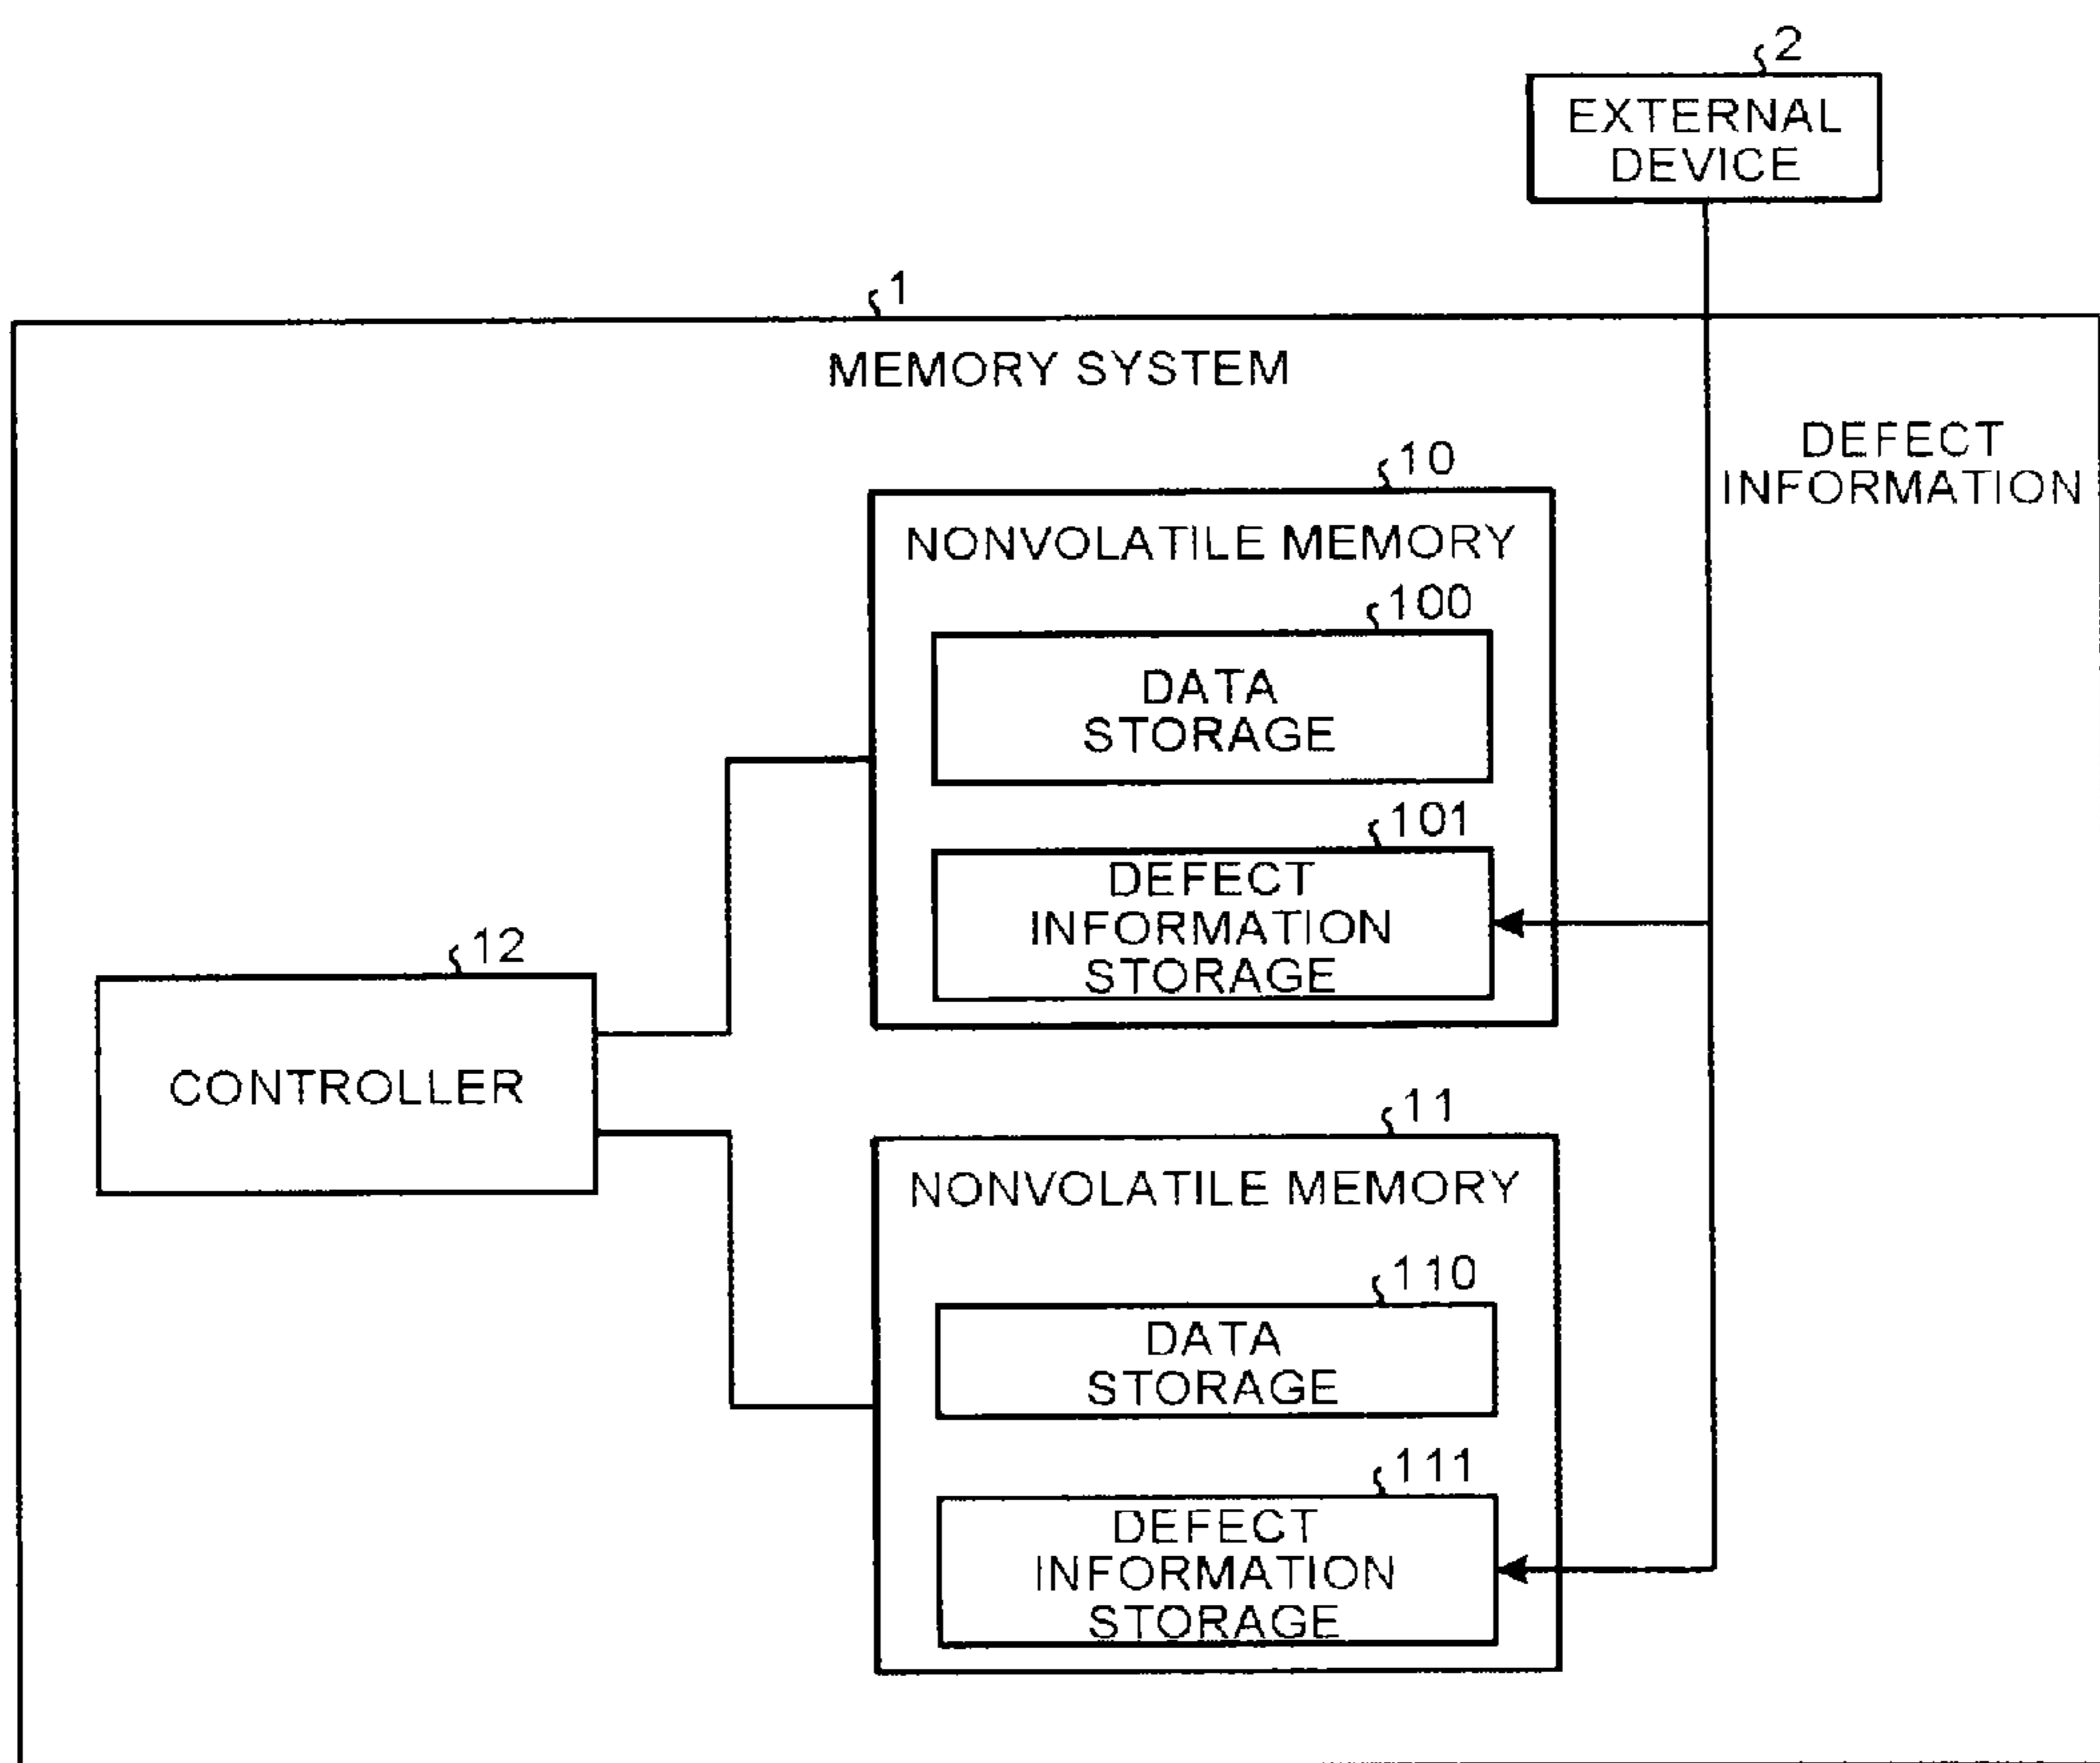 2
EXTERNAL
DEVICE
1
MEMORY SYSTEM
DEFECT
INFORMATION
10
NONVOLATILE MEMORY
100
DATA
STORAGE
101
DEFECT
INFORMATION
STORAGE
12
CONTROLLER
11
NONVOLATILE MEMORY
110
DATA
STORAGE
111
DEFECT
INFORMATION
STORAGE